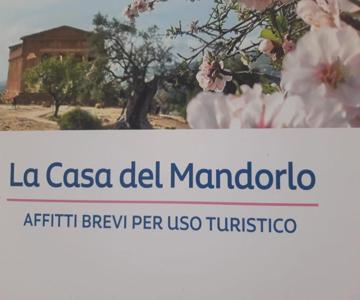 La Casa del Mandorlo
AFFITTI BREVI PER USO TURISTICO